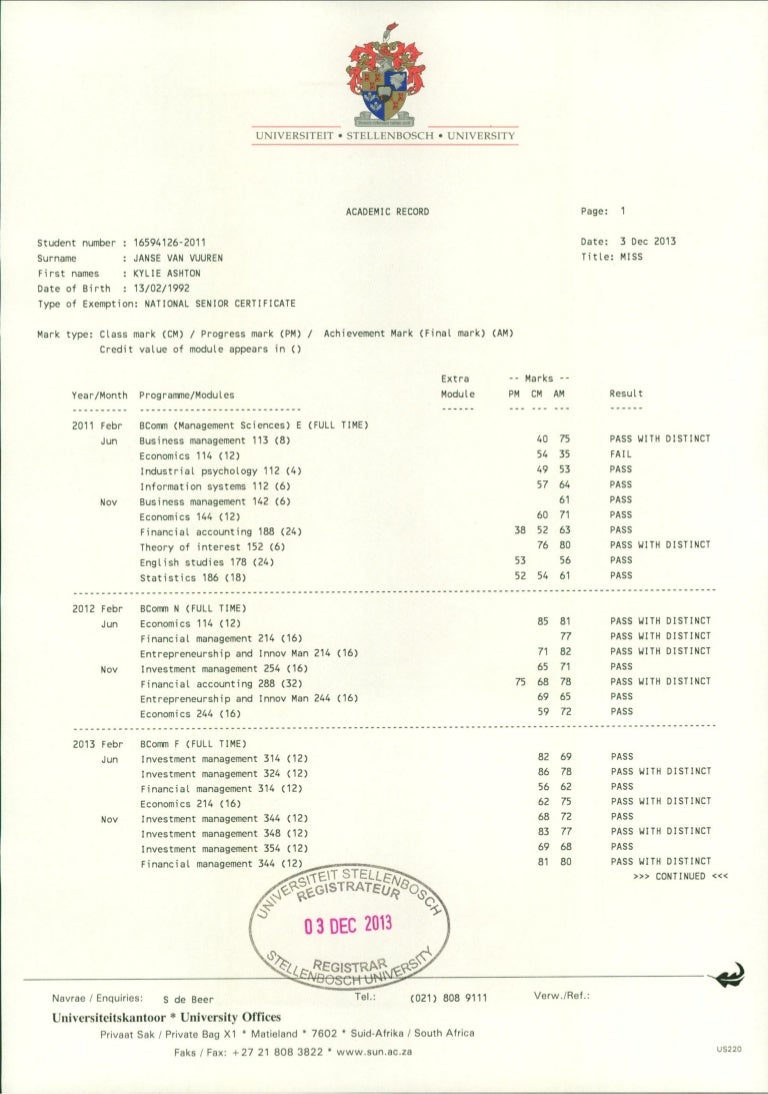 UNIVERSITEIT • STELLENBOSCH • UNIVERSITY
ACADEMIC RECORD Page: 1
Student number : 16594126-2011 Date: 3 Dec 2013
Surname : JANSE VAN VUUREN Title: MISS
First names : KYLIE ASHTON
Date of Birth : 13/02/1992
Type of Exemption: NATIONAL SENIOR CERTIFICATE
Mark type: Class mark (CM) / Progress mark (PM) / Achievement Mark (Final mark) (AM)
Credit value of module appears in ()
Extra -- Marks --
Year/Month Programme/Modules Module PM CM AM Result
---------- ----------------------------- ------ --- --- --- ------
2011 Febr BComm (Management Sciences) E (FULL TIME)
Jun Business management 113 (8) 40 75 PASS WITH DISTINCT
Economics 114 (12) 54 35 FAIL
Industrial psychology 112 (4) 49 53 PASS
Information systems 112 (6) 57 64 PASS
Nov Business management 142 (6) 61 PASS
Economics 144 (12) 60 71 PASS
Financial accounting 188 (24) 38 52 63 PASS
Theory of interest 152 (6) 76 80 PASS WITH DISTINCT
English studies 178 (24) 53 56 PASS
Statistics 186 (18) 52 54 61 PASS
2012 Febr BComm N (FULL TIME)
Jun Economics 114 (12) 85 81 PASS WITH DISTINCT
Financial management 214 (16) 77 PASS WITH DISTINCT
Entrepreneurship and Innov Man 214 (16) 71 82 PASS WITH DISTINCT
Nov Investment management 254 (16) 65 71 PASS
Financial accounting 288 (32) 75 68 78 PASS WITH DISTINCT
Entrepreneurship and Innov Man 244 (16) 69 65 PASS
Economics 244 (16) 59 72 PASS
2013 Febr BComm F (FULL TIME)
Jun Investment management 314 (12) 82 69 PASS
Investment management 324 (12) 86 78 PASS WITH DISTINCT
Financial management 314 (12) 56 62 PASS
Economics 214 (16) 62 75 PASS WITH DISTINCT
Nov Investment management 344 (12) 68 72 PASS
Investment management 348 (12) 83 77 PASS WITH DISTINCT
Investment management 354 (12) 69 68 PASS
Financial management 344 (12) 81 80 PASS WITH DISTINCT
>>> CONTINUED <<<
UNIVERSITEIT STELLENBOSCH
REGISTRATEUR
03 DEC 2013
REGISTRAR
STELLENBOSCH UNIVERSITY
Navrae / Enquiries: S de Beer Tel.: (021) 808 9111 Verw./Ref.:
Universiteitskantoor * University Offices
Privaat Sak / Private Bag X1 * Matieland * 7602 * Suid-Afrika / South Africa
Faks / Fax: +27 21 808 3822 * www.sun.ac.za US220